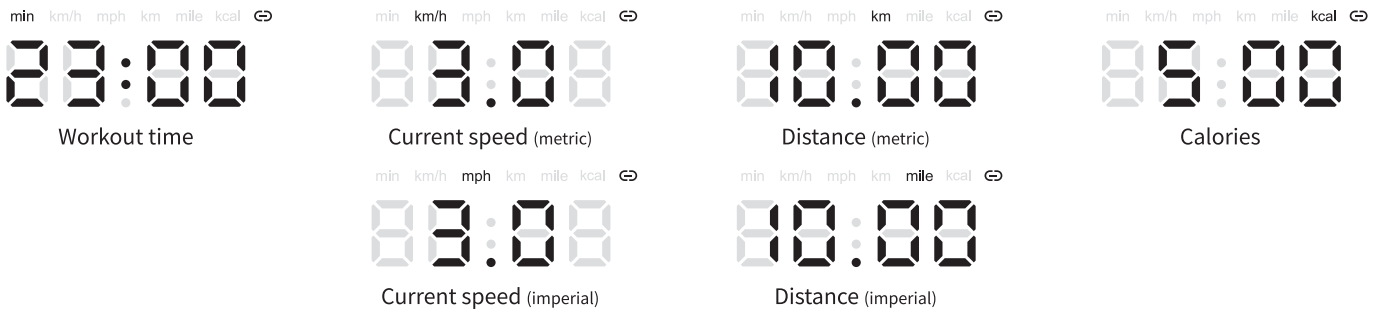 min km/h mph km mile kcal
23:00
Workout time
min km/h mph km mile kcal
3.0
Current speed (metric)
min km/h mph km mile kcal
10.00
Distance (metric)
min km/h mph km mile kcal
500
Calories
min km/h mph km mile kcal
3.0
Current speed (imperial)
min km/h mph km mile kcal
10.00
Distance (imperial)